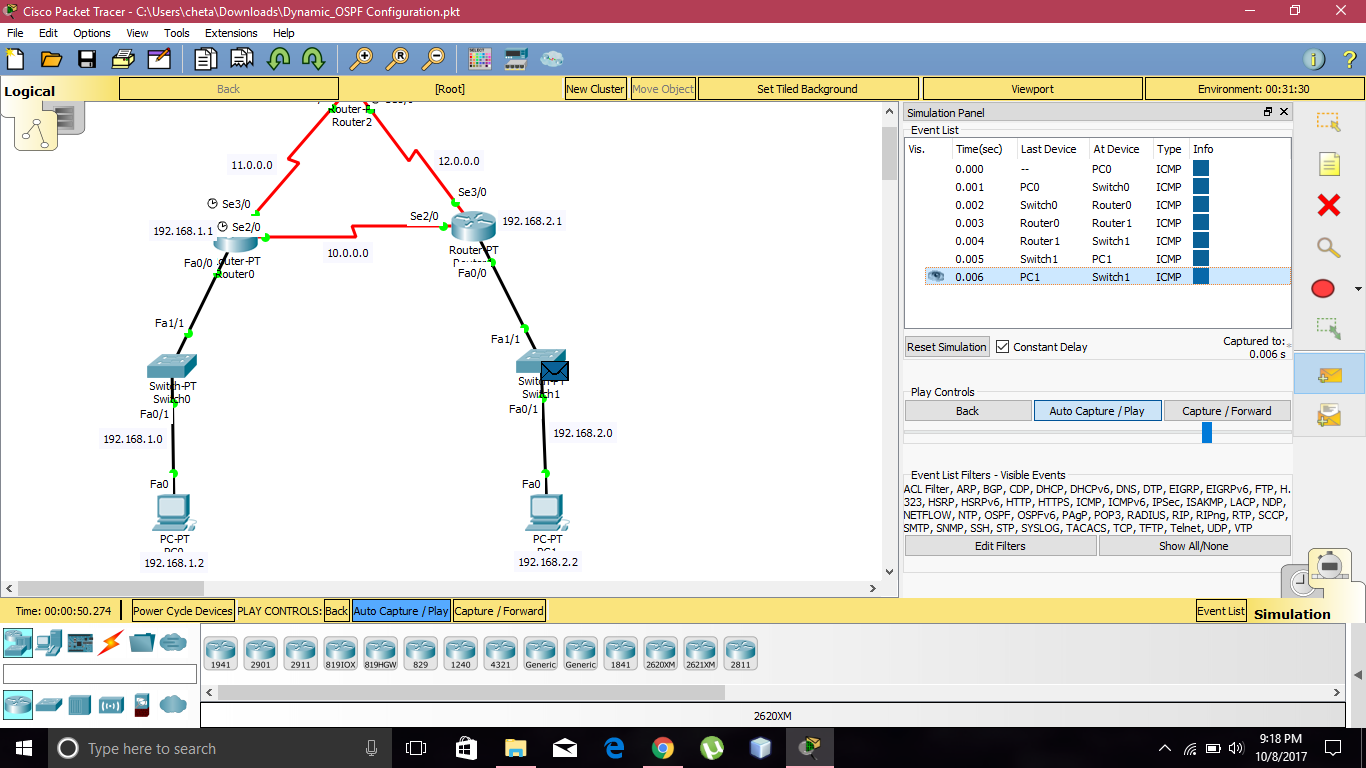 Cisco Packet Tracer - C:\Users\cheta\Downloads\Dynamic_OSPF Configuration.pkt
File Edit Options View Tools Extensions Help
Logical
Back
[Root]
New Cluster
Move Object
Set Tiled Background
Viewport
Environment: 00:31:30
Router2
11.0.0.0
12.0.0.0
Se3/0
Se3/0
192.168.1.1
Se2/0
Se2/0
192.168.2.1
10.0.0.0
Router-PT
Fa0/0
Router0
Fa0/0
Fa1/1
Fa1/1
Switch-PT
Switch0
Switch1
Fa0/1
Fa0/1
192.168.1.0
192.168.2.0
Fa0
Fa0
PC-PT
PC0
192.168.1.2
PC-PT
PC1
192.168.2.2
Simulation Panel
Event List
Vis. Time(sec) Last Device At Device Type Info
0.000 -- PC0 ICMP
0.001 PC0 Switch0 ICMP
0.002 Switch0 Router0 ICMP
0.003 Router0 Router1 ICMP
0.004 Router1 Switch1 ICMP
0.005 Switch1 PC1 ICMP
0.006 PC1 Switch1 ICMP
Reset Simulation
Constant Delay
Captured to:
0.006 s
Play Controls
Back
Auto Capture / Play
Capture / Forward
Event List Filters - Visible Events
ACL Filter, ARP, BGP, CDP, DHCP, DHCPv6, DNS, DTP, EIGRP, EIGRPv6, FTP, H.
323, HSRP, HSRPv6, HTTP, HTTPS, ICMP, ICMPv6, IPSec, ISAKMP, LACP, NDP,
NETFLOW, NTP, OSPF, OSPFv6, PAgP, POP3, RADIUS, RIP, RIPng, RTP, SCCP,
SMTP, SNMP, SSH, STP, SYSLOG, TACACS, TCP, TFTP, Telnet, UDP, VTP
Edit Filters
Show All/None
Time: 00:00:50.274
Power Cycle Devices
PLAY CONTROLS:
Back
Auto Capture / Play
Capture / Forward
Event List
Simulation
1941 2901 2911 819IOX 819HGW 829 1240 4321 Generic Generic 1841 2620XM 2621XM 2811
2620XM
Type here to search
9:18 PM
10/8/2017